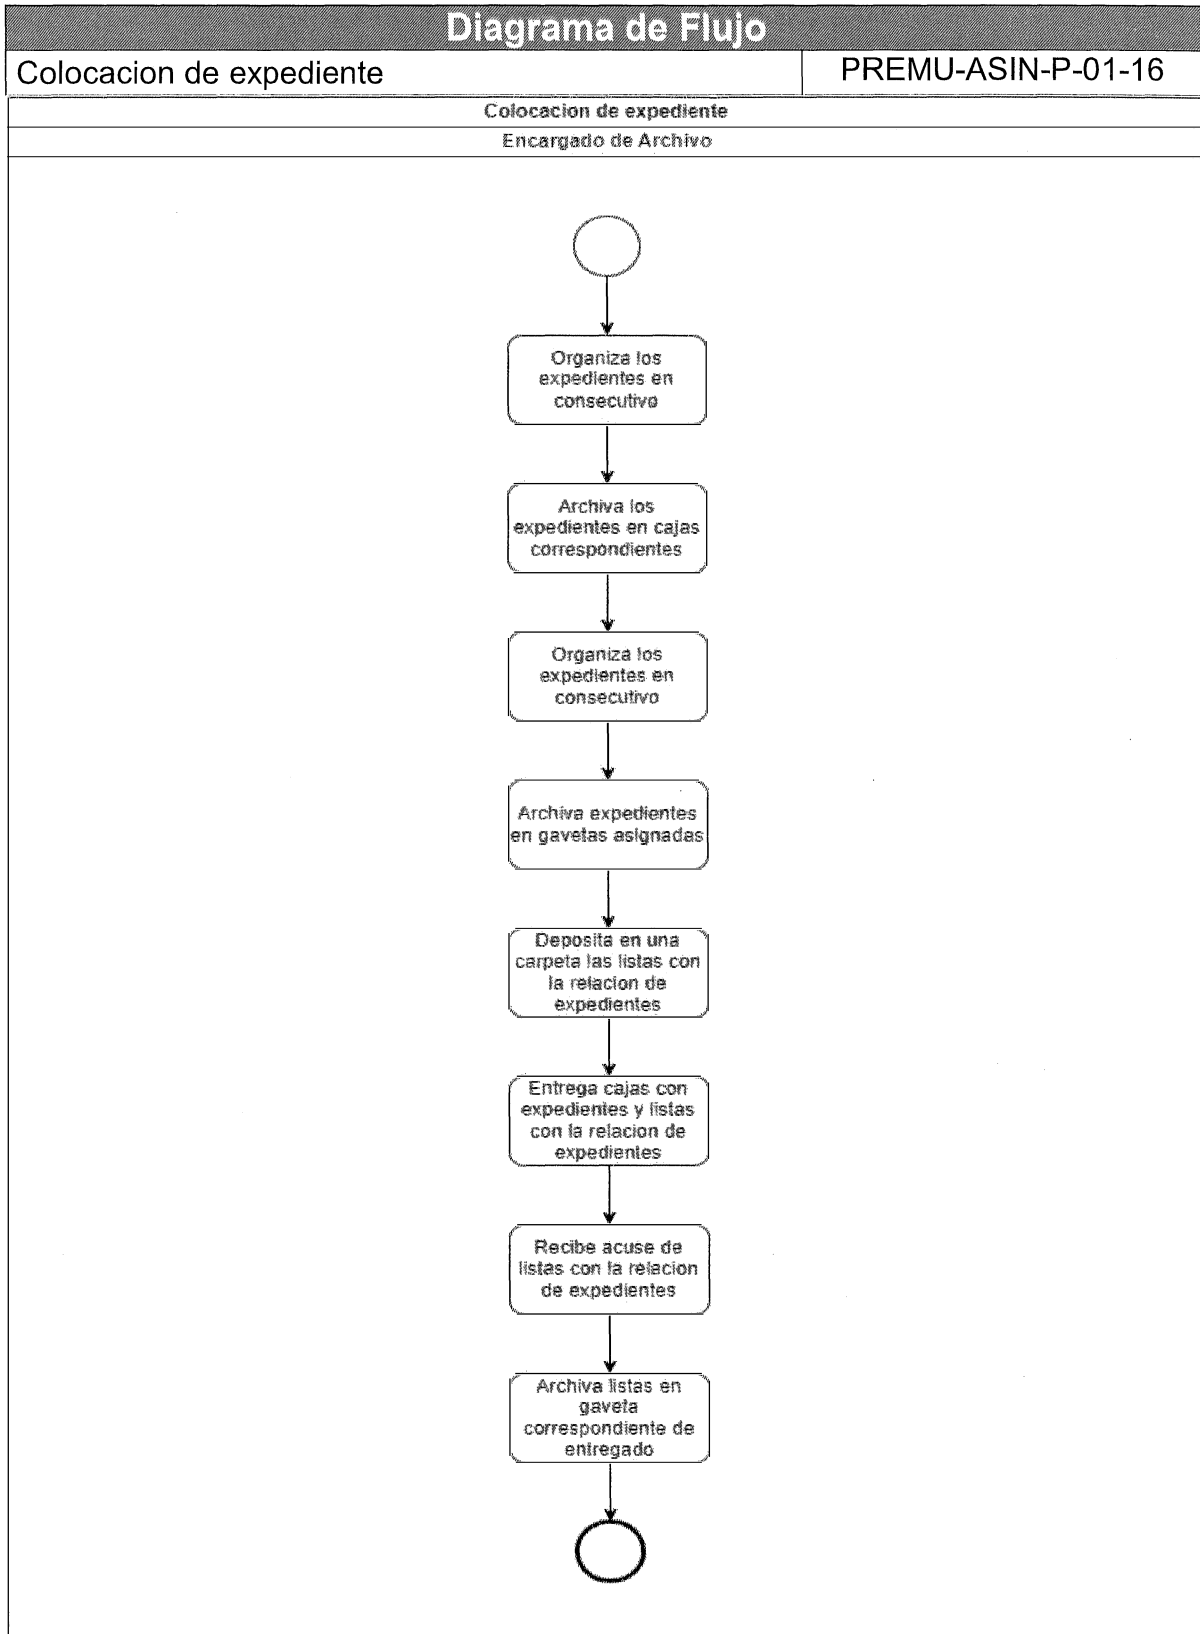 Diagrama de Flujo
Colocacion de expediente
PREMU-ASIN-P-01-16
Colocacion de expediente
Encargado de Archivo
Organiza los
expedientes en
consecutivo
Archiva los
expedientes en cajas
correspondientes
Organiza los
expedientes en
consecutivo
Archiva expedientes
en gavetas asignadas
Deposita en una
carpeta las listas con
la relacion de
expedientes
Entrega cajas con
expedientes y listas
con la relacion de
expedientes
Recibe acuse de
listas con la relacion
de expedientes
Archiva listas en
gaveta
correspondiente de
entregado